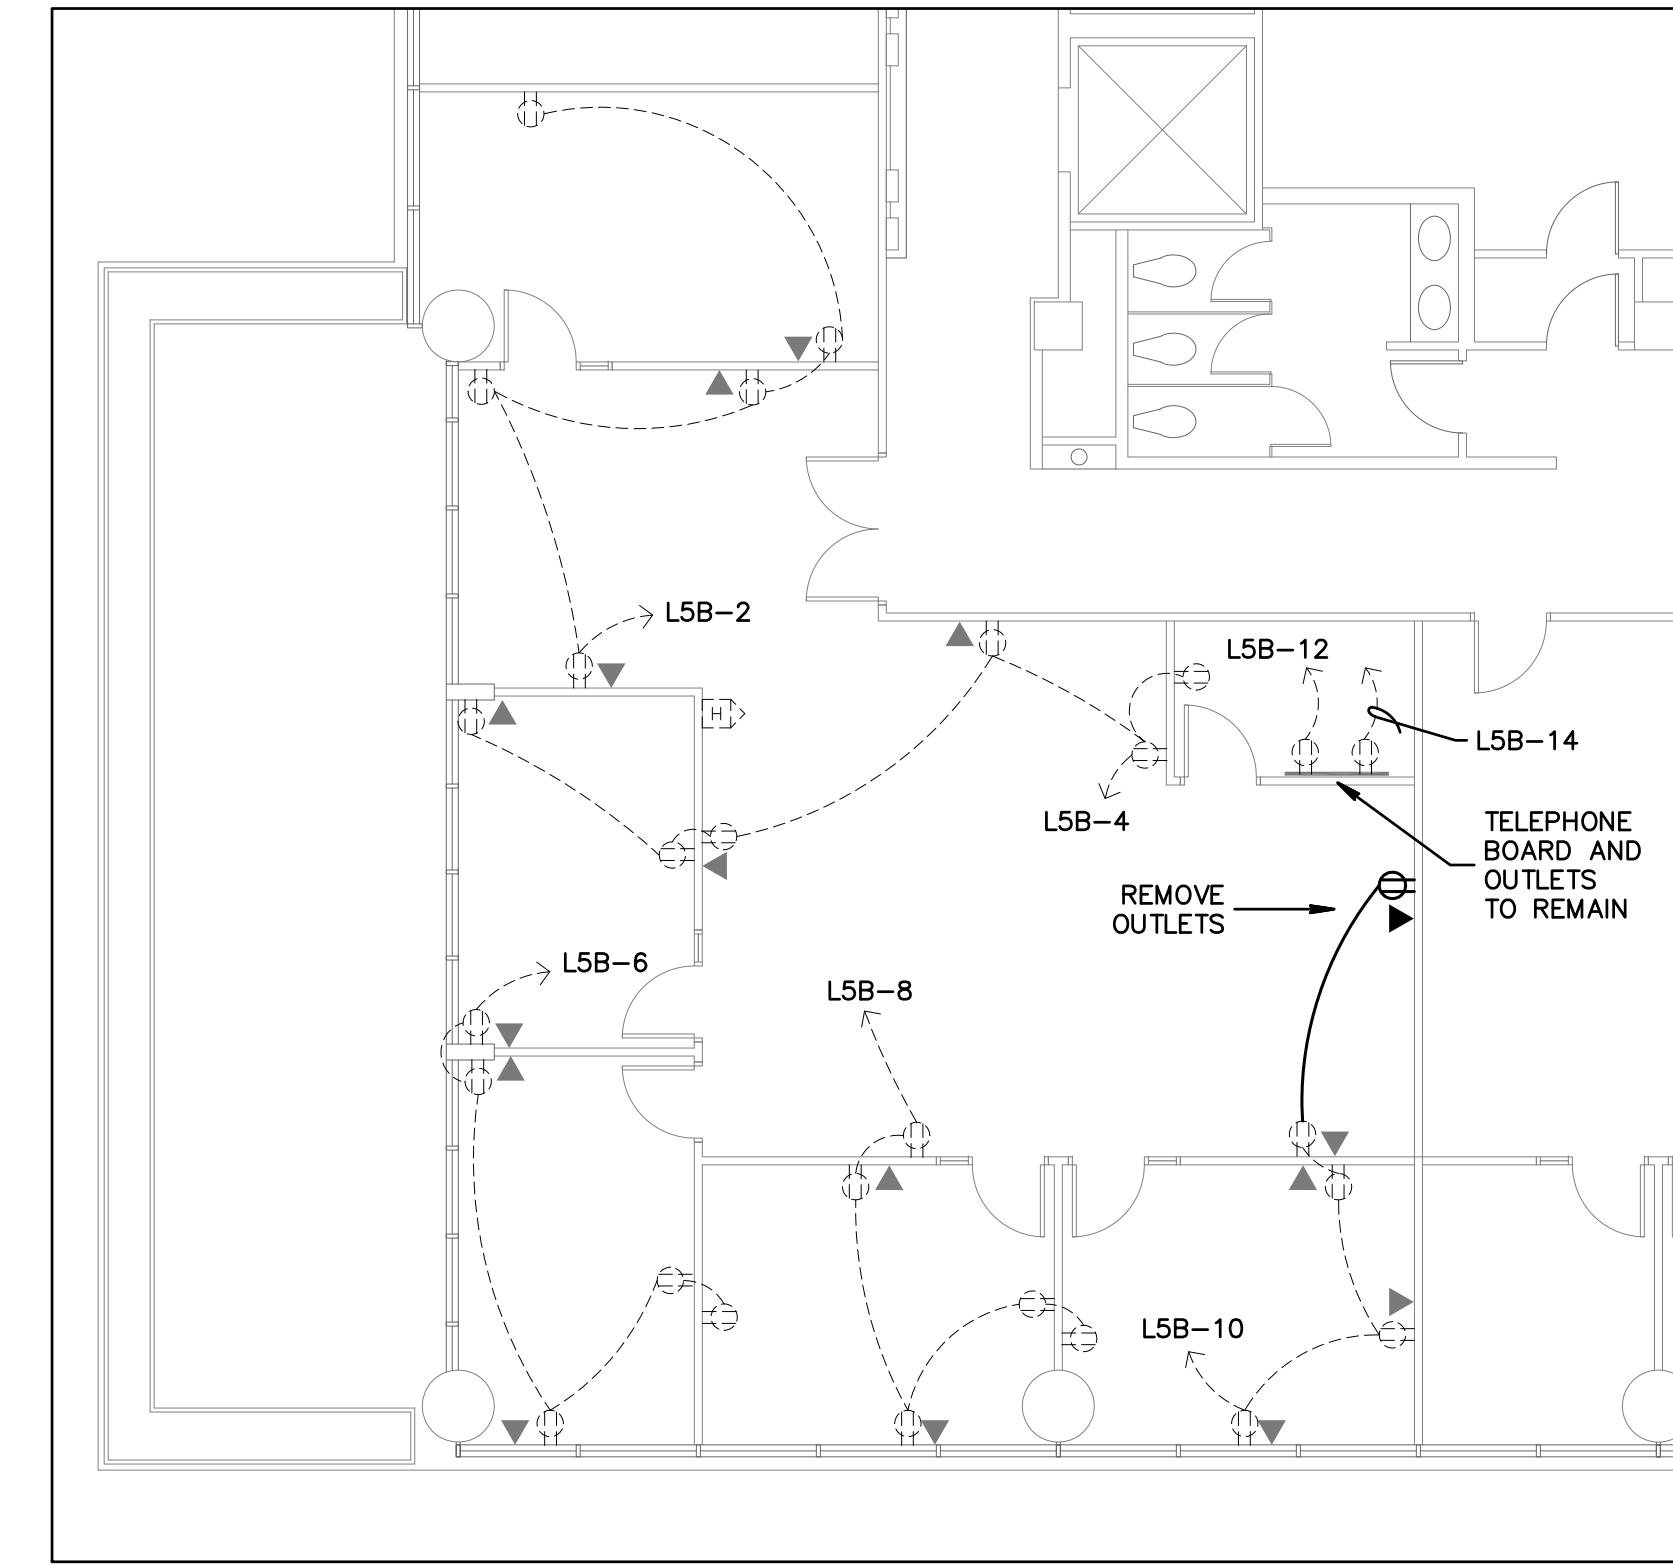 L5B-2
L5B-12
L5B-14
H
L5B-4
TELEPHONE
BOARD AND
OUTLETS
TO REMAIN
REMOVE
OUTLETS
L5B-6
L5B-8
L5B-10